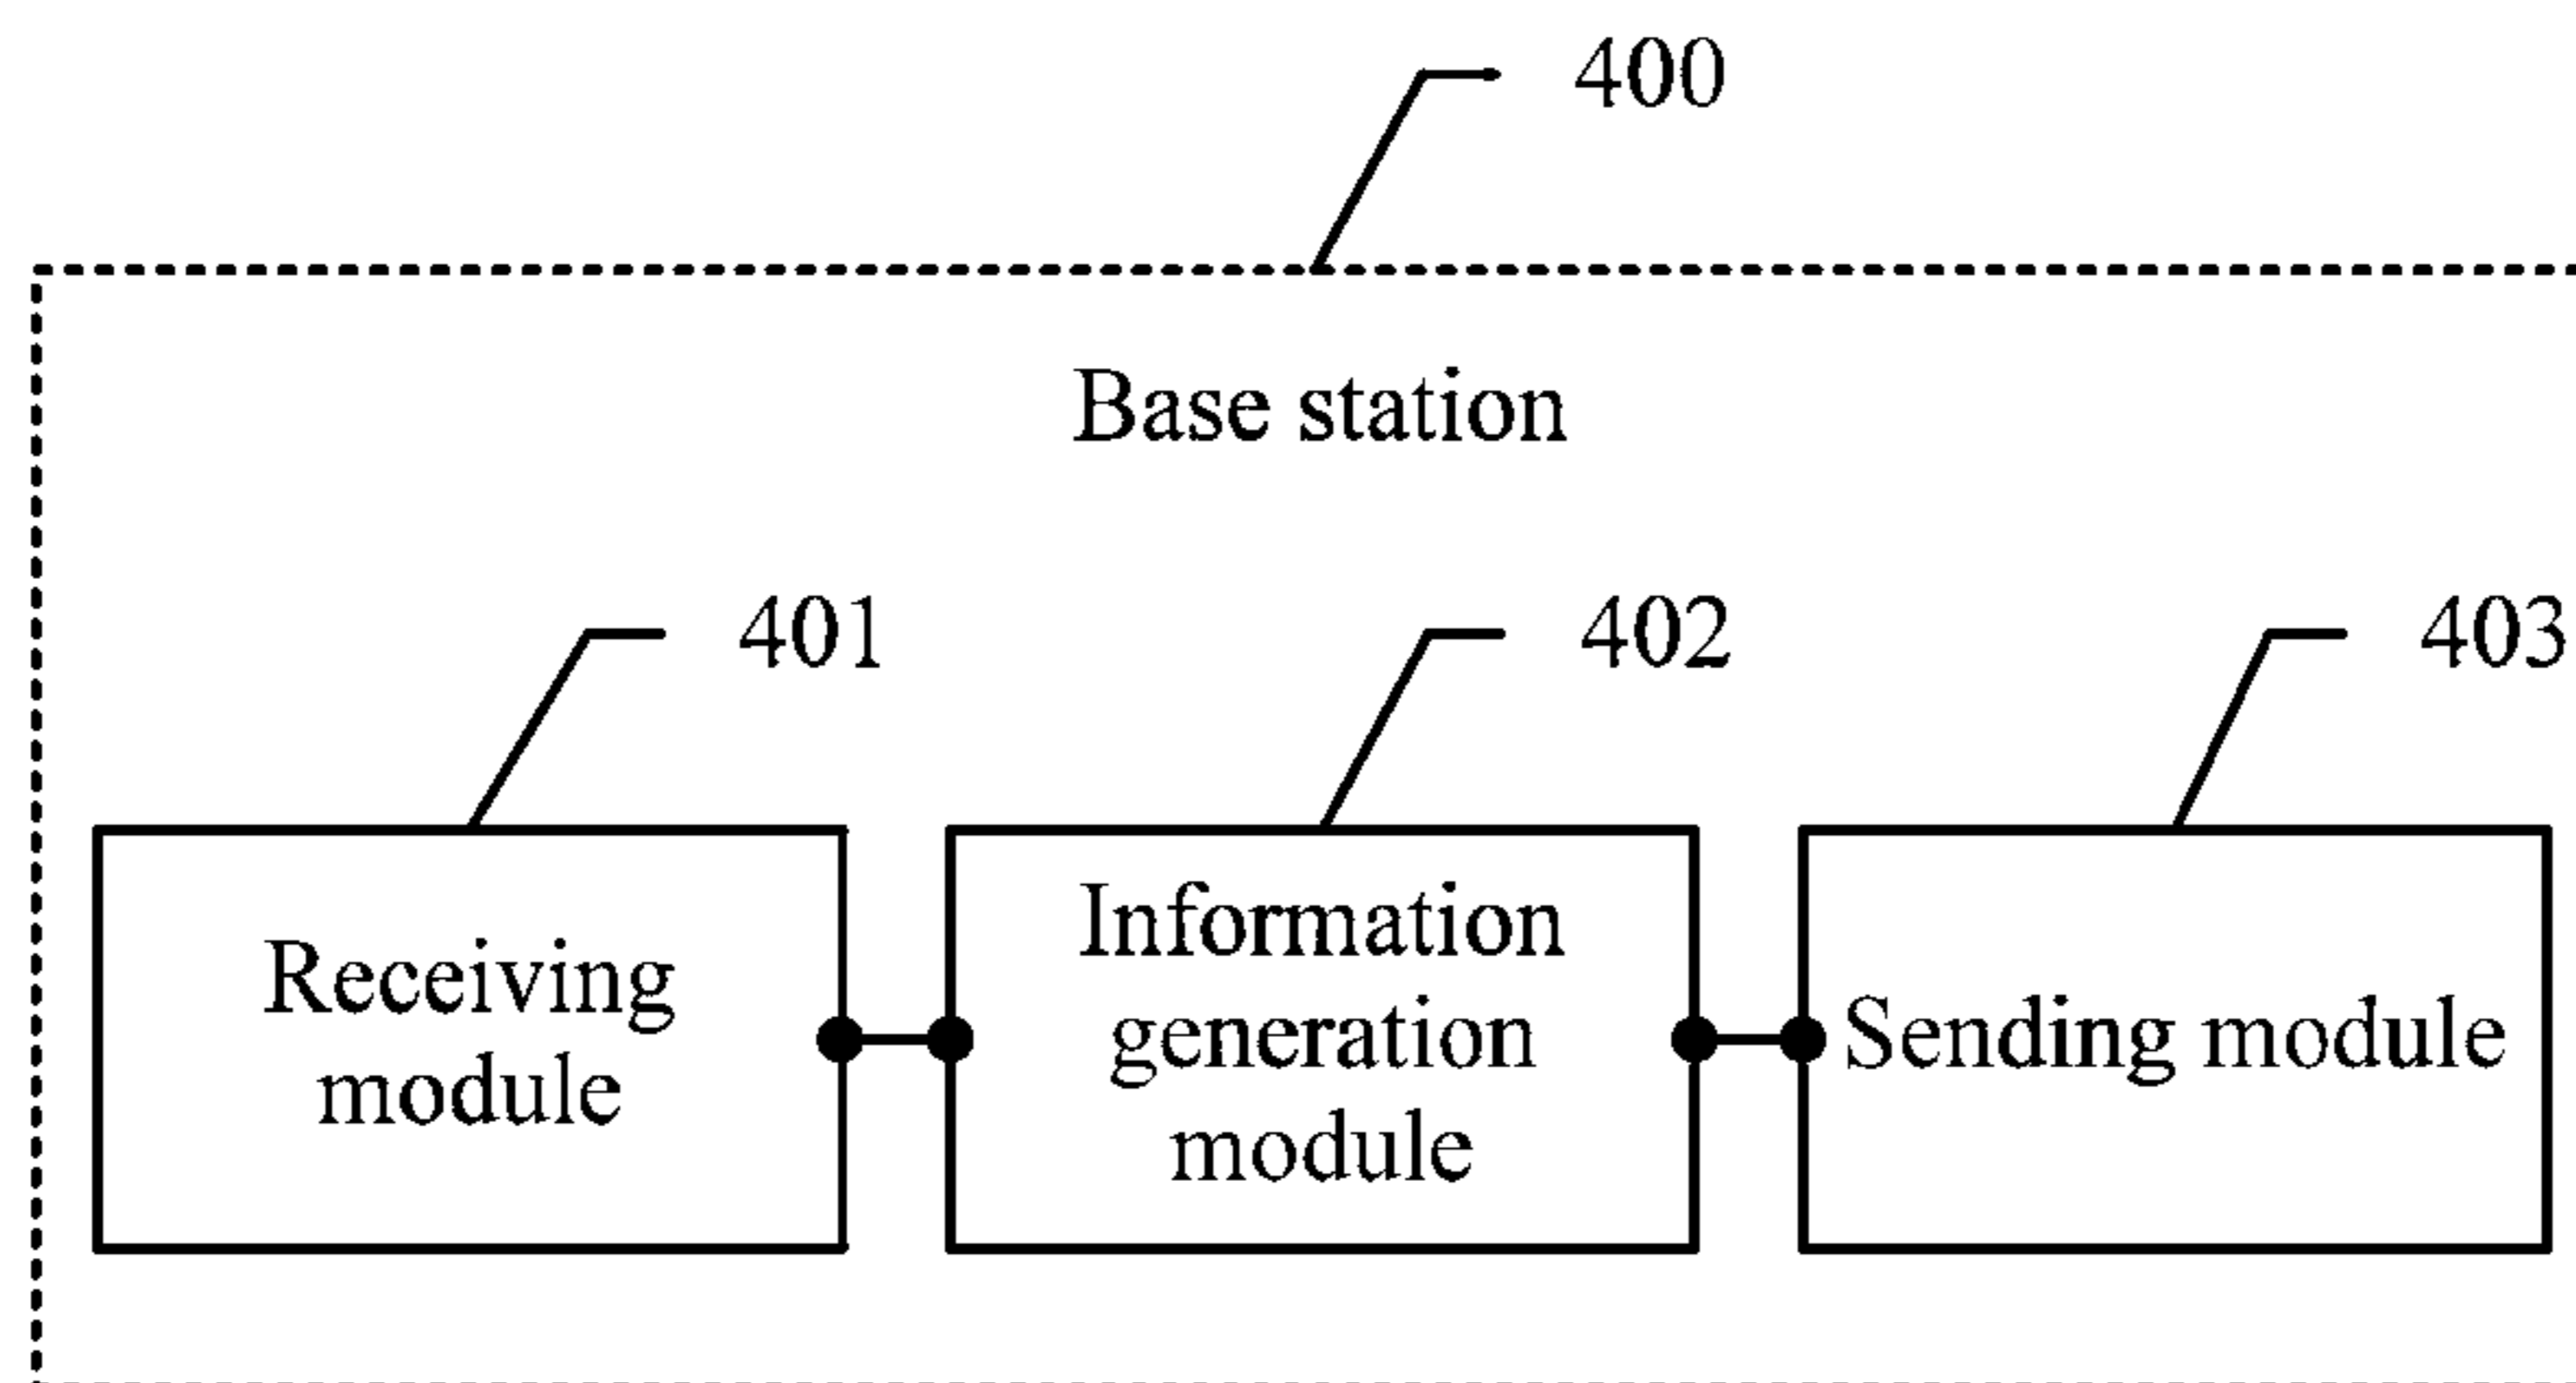 400
Base station
401
402
403
Receiving
module
Information
generation
module
Sending module